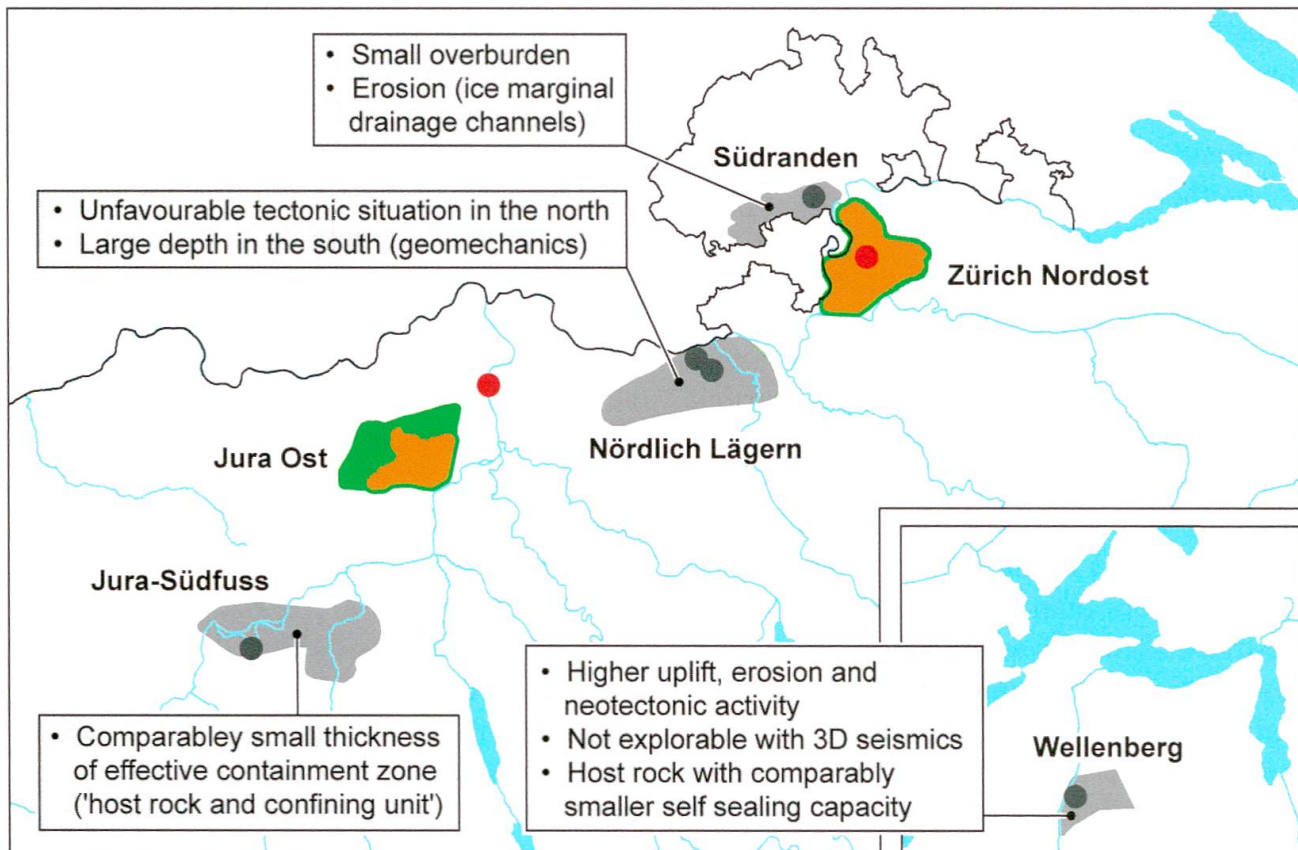 • Small overburden
• Erosion (ice marginal
drainage channels)
Südranden
• Unfavourable tectonic situation in the north
• Large depth in the south (geomechanics)
Zürich Nordost
Nördlich Lägern
Jura Ost
Jura-Südfuss
• Comparabley small thickness
of effective containment zone
('host rock and confining unit')
• Higher uplift, erosion and
neotectonic activity
• Not explorable with 3D seismics
• Host rock with comparably
smaller self sealing capacity
Wellenberg